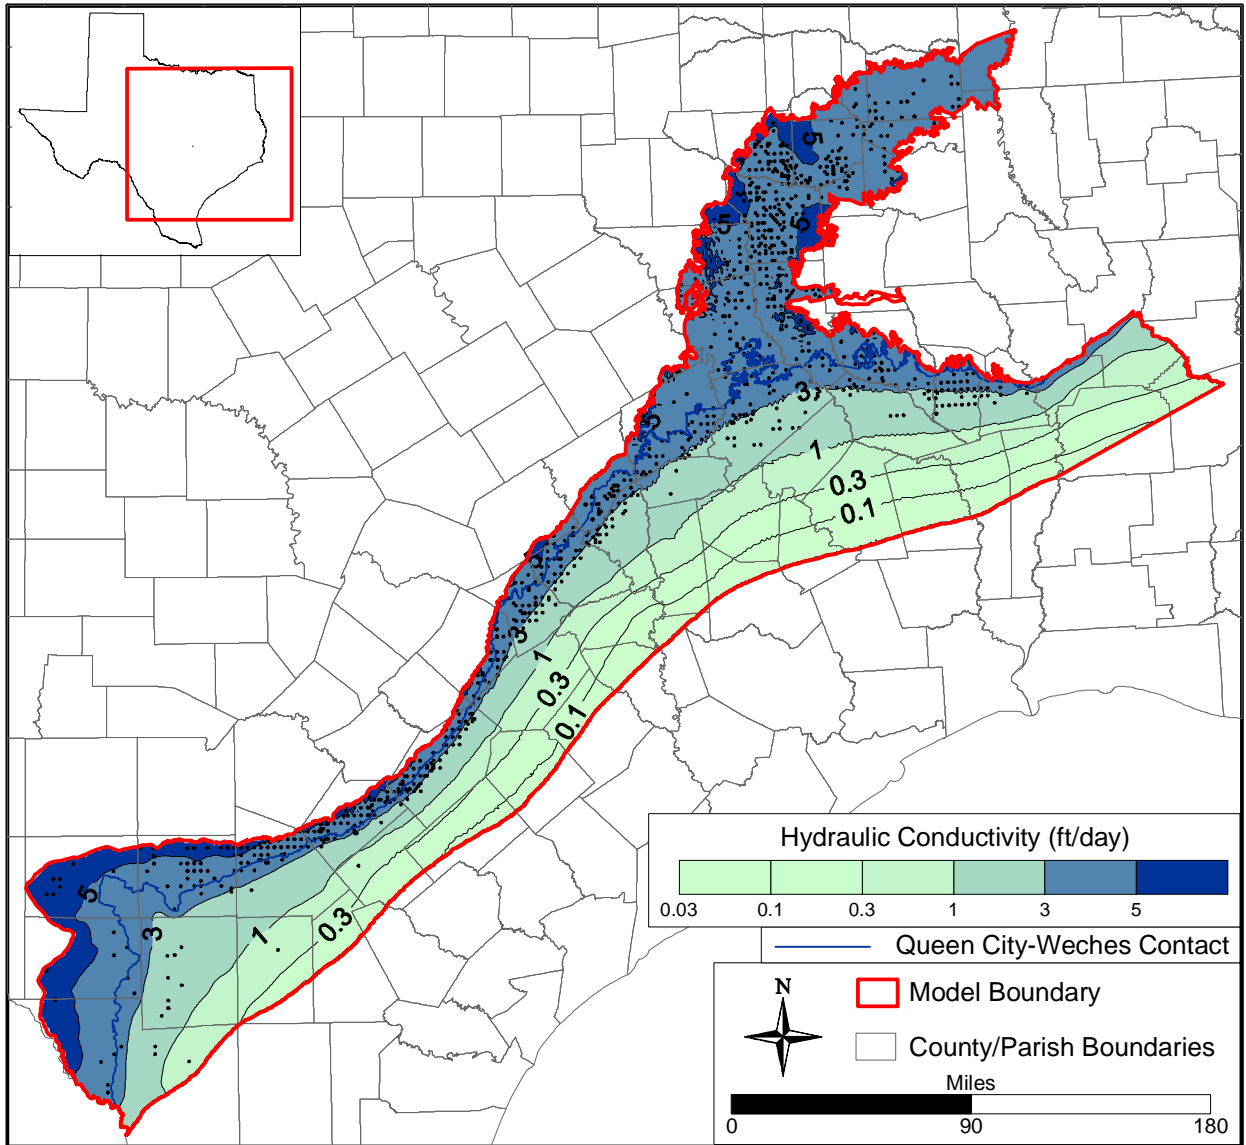 5
5
5
3
5
1
0.3
0.1
5
3
1
0.3
0.1
5
3
1
0.3
Hydraulic Conductivity (ft/day)
0.03 0.1 0.3 1 3 5
Queen City-Weches Contact
N
Model Boundary
County/Parish Boundaries
Miles
0 90 180